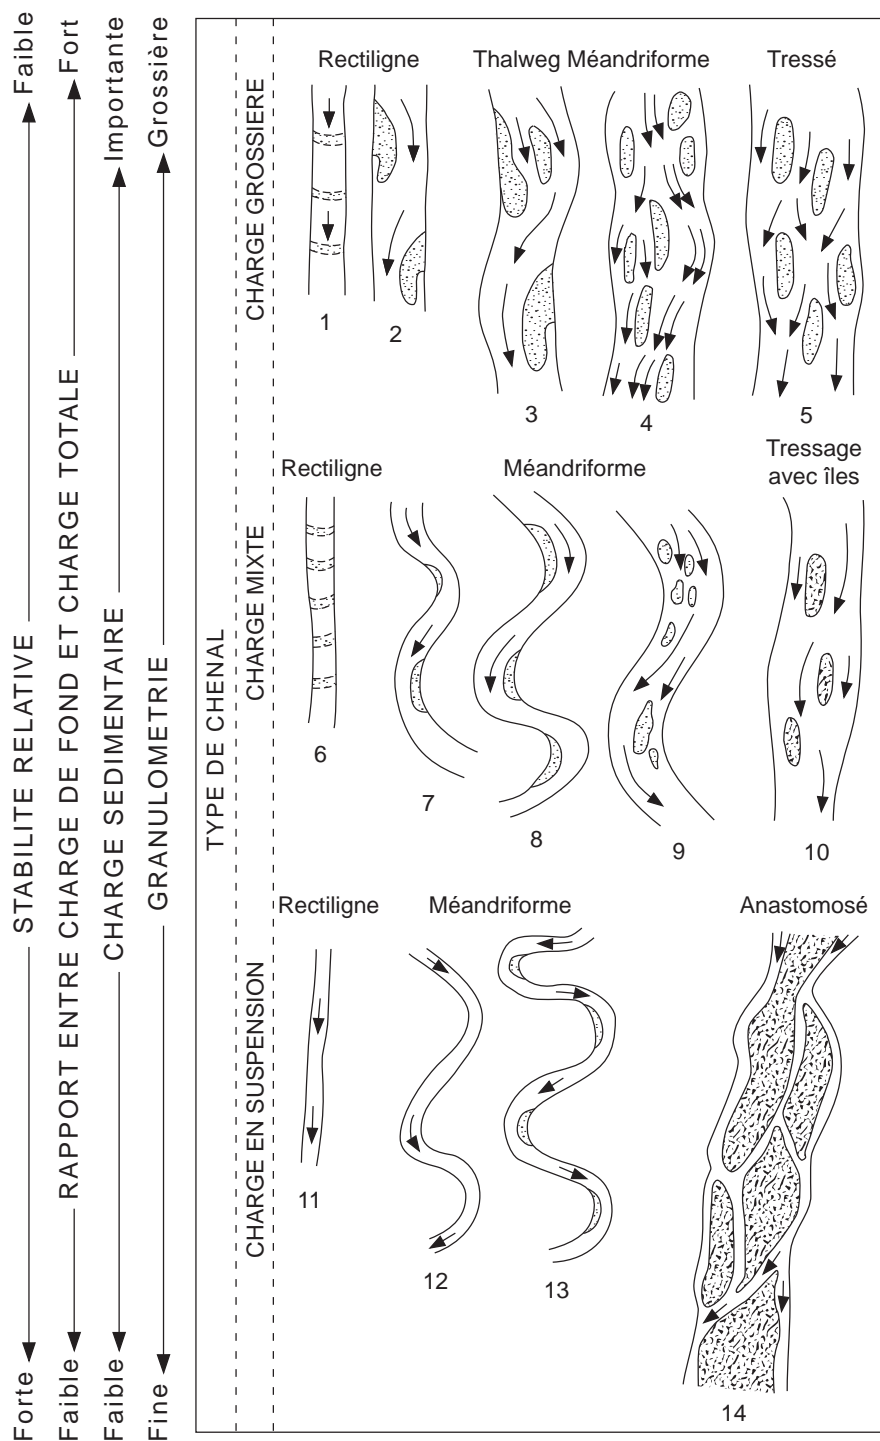 Faible
Fort
Importante
Grossière
STABILITE RELATIVE
RAPPORT ENTRE CHARGE DE FOND ET CHARGE TOTALE
CHARGE SEDIMENTAIRE
GRANULOMETRIE
Forte
Faible
Faible
Fine
TYPE DE CHENAL
CHARGE GROSSIERE
Rectiligne
Thalweg Méandriforme
Tressé
1
2
3
4
5
CHARGE MIXTE
Rectiligne
Méandriforme
Tressage
avec îles
6
7
8
9
10
CHARGE EN SUSPENSION
Rectiligne
Méandriforme
Anastomosé
11
12
13
14